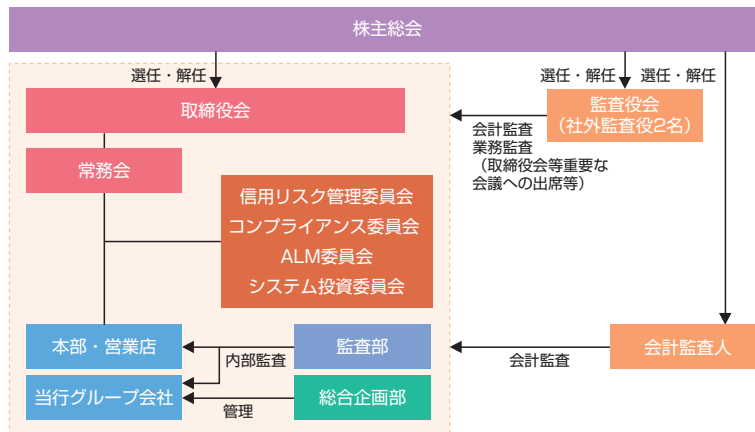 株主総会
選任・解任
選任・解任
選任・解任
取締役会
監査役会
（社外監査役2名）
会計監査
業務監査
（取締役会等重要な
会議への出席等）
常務会
信用リスク管理委員会
コンプライアンス委員会
ALM委員会
システム投資委員会
本部・営業店
内部監査
監査部
会計監査
会計監査人
当行グループ会社
管理
総合企画部